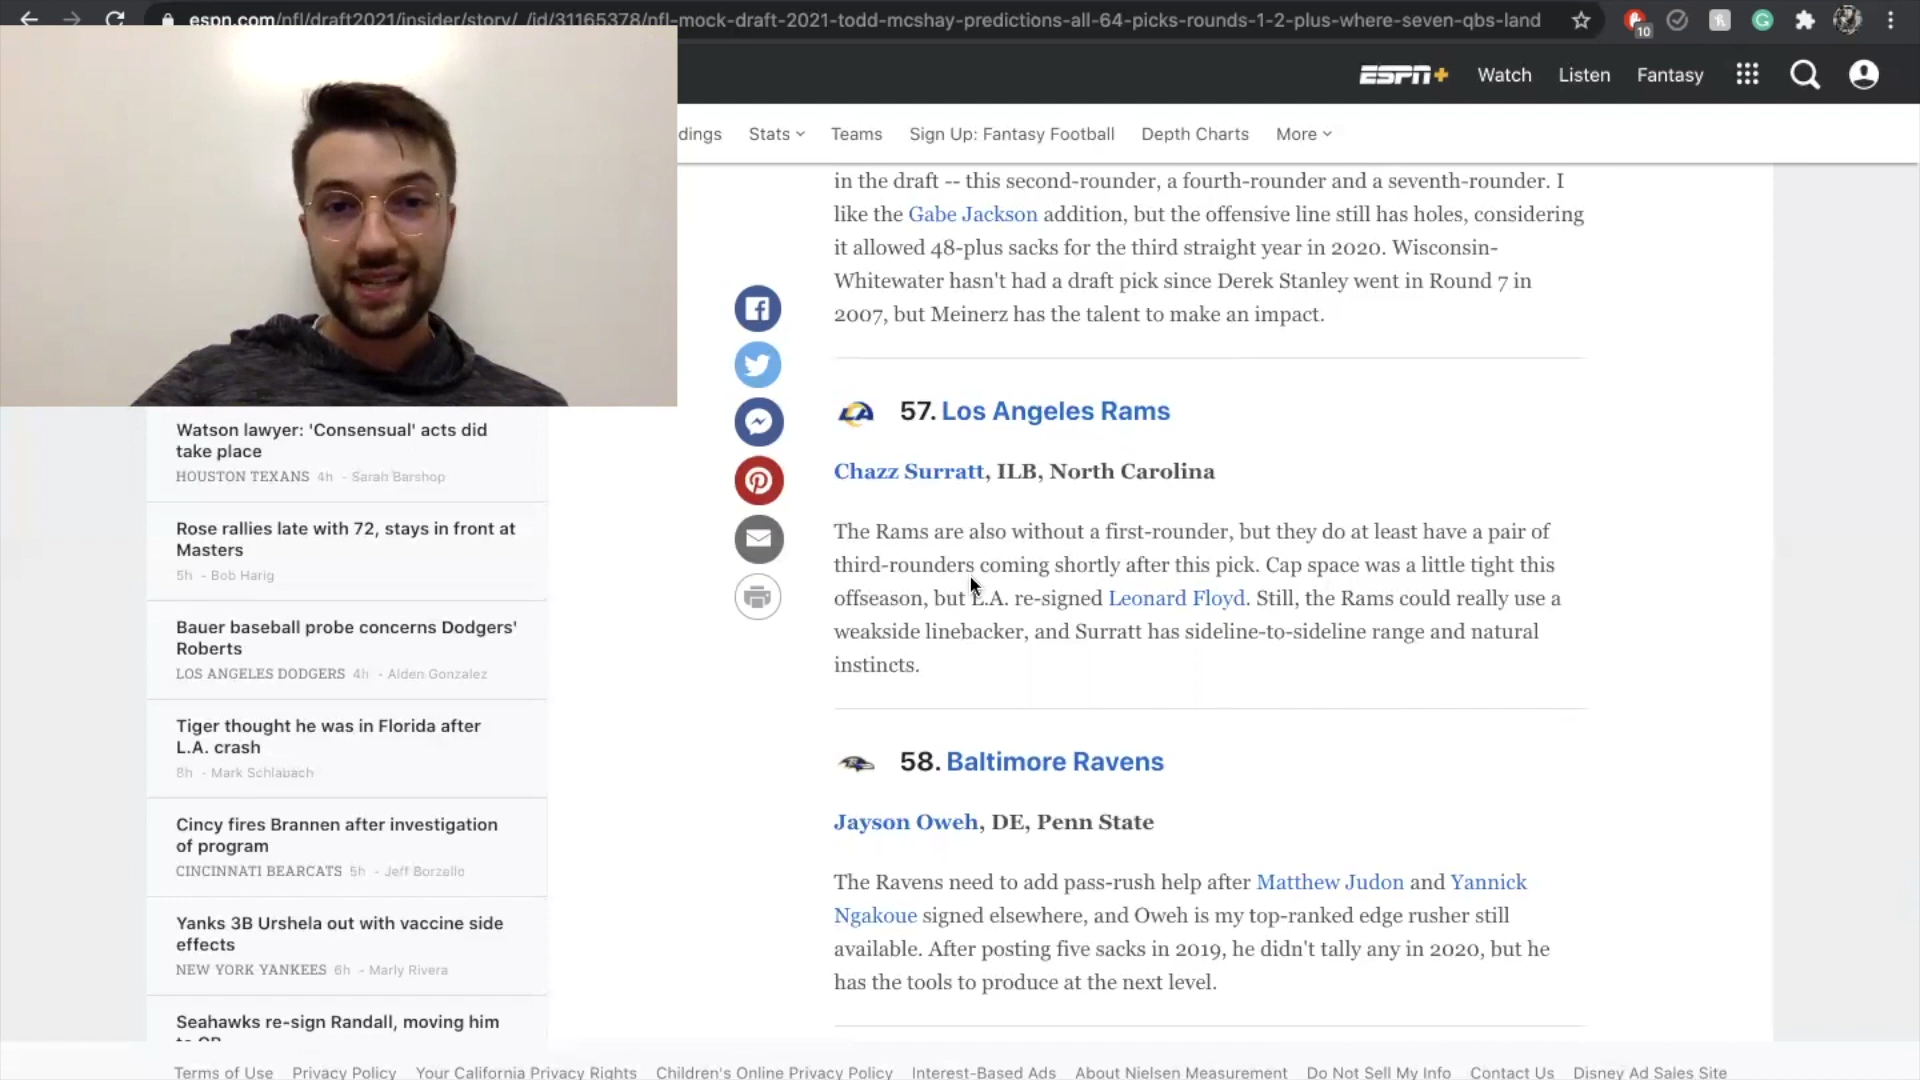 espn.com/nfl/draft2021/insider/story/_/id/31165378/nfl-mock-draft-2021-todd-mcshay-predictions-all-64-picks-rounds-1-2-plus-where-seven-qbs-land
10
ESPN+ Watch Listen Fantasy
dings Stats Teams Sign Up: Fantasy Football Depth Charts More
in the draft -- this second-rounder, a fourth-rounder and a seventh-rounder. I
like the Gabe Jackson addition, but the offensive line still has holes, considering
it allowed 48-plus sacks for the third straight year in 2020. Wisconsin-
Whitewater hasn't had a draft pick since Derek Stanley went in Round 7 in
2007, but Meinerz has the talent to make an impact.
57. Los Angeles Rams
Chazz Surratt, ILB, North Carolina
The Rams are also without a first-rounder, but they do at least have a pair of
third-rounders coming shortly after this pick. Cap space was a little tight this
offseason, but L.A. re-signed Leonard Floyd. Still, the Rams could really use a
weakside linebacker, and Surratt has sideline-to-sideline range and natural
instincts.
58. Baltimore Ravens
Jayson Oweh, DE, Penn State
The Ravens need to add pass-rush help after Matthew Judon and Yannick
Ngakoue signed elsewhere, and Oweh is my top-ranked edge rusher still
available. After posting five sacks in 2019, he didn't tally any in 2020, but he
has the tools to produce at the next level.
Watson lawyer: 'Consensual' acts did
take place
HOUSTON TEXANS 4h - Sarah Barshop
Rose rallies late with 72, stays in front at
Masters
5h - Bob Harig
Bauer baseball probe concerns Dodgers'
Roberts
LOS ANGELES DODGERS 4h - Alden Gonzalez
Tiger thought he was in Florida after
L.A. crash
8h - Mark Schlabach
Cincy fires Brannen after investigation
of program
CINCINNATI BEARCATS 5h - Jeff Borzello
Yanks 3B Urshela out with vaccine side
effects
NEW YORK YANKEES 6h - Marly Rivera
Seahawks re-sign Randall, moving him
to CB
Terms of Use Privacy Policy Your California Privacy Rights Children's Online Privacy Policy Interest-Based Ads About Nielsen Measurement Do Not Sell My Info Contact Us Disney Ad Sales Site